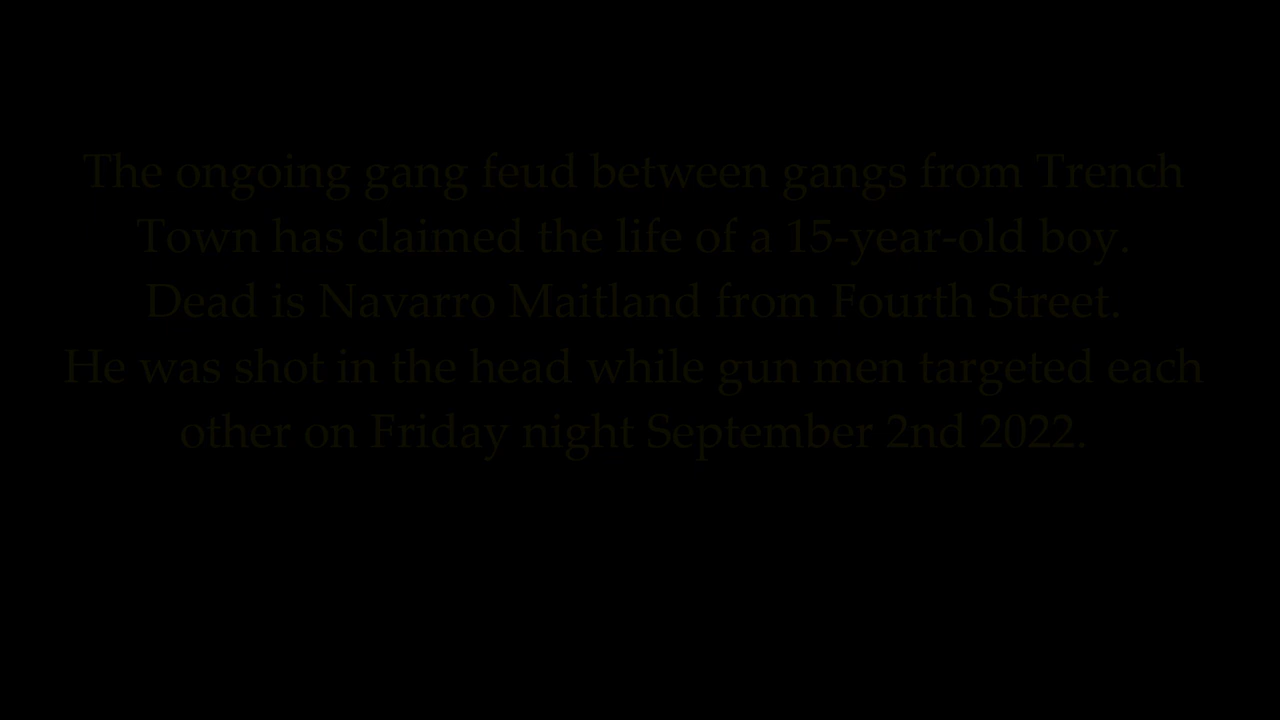 The ongoing gang feud between gangs from Trench
Town has claimed the life of a 15-year-old boy.
Dead is Navarro Maitland from Fourth Street.
He was shot in the head while gun men targeted each
other on Friday night September 2nd 2022.